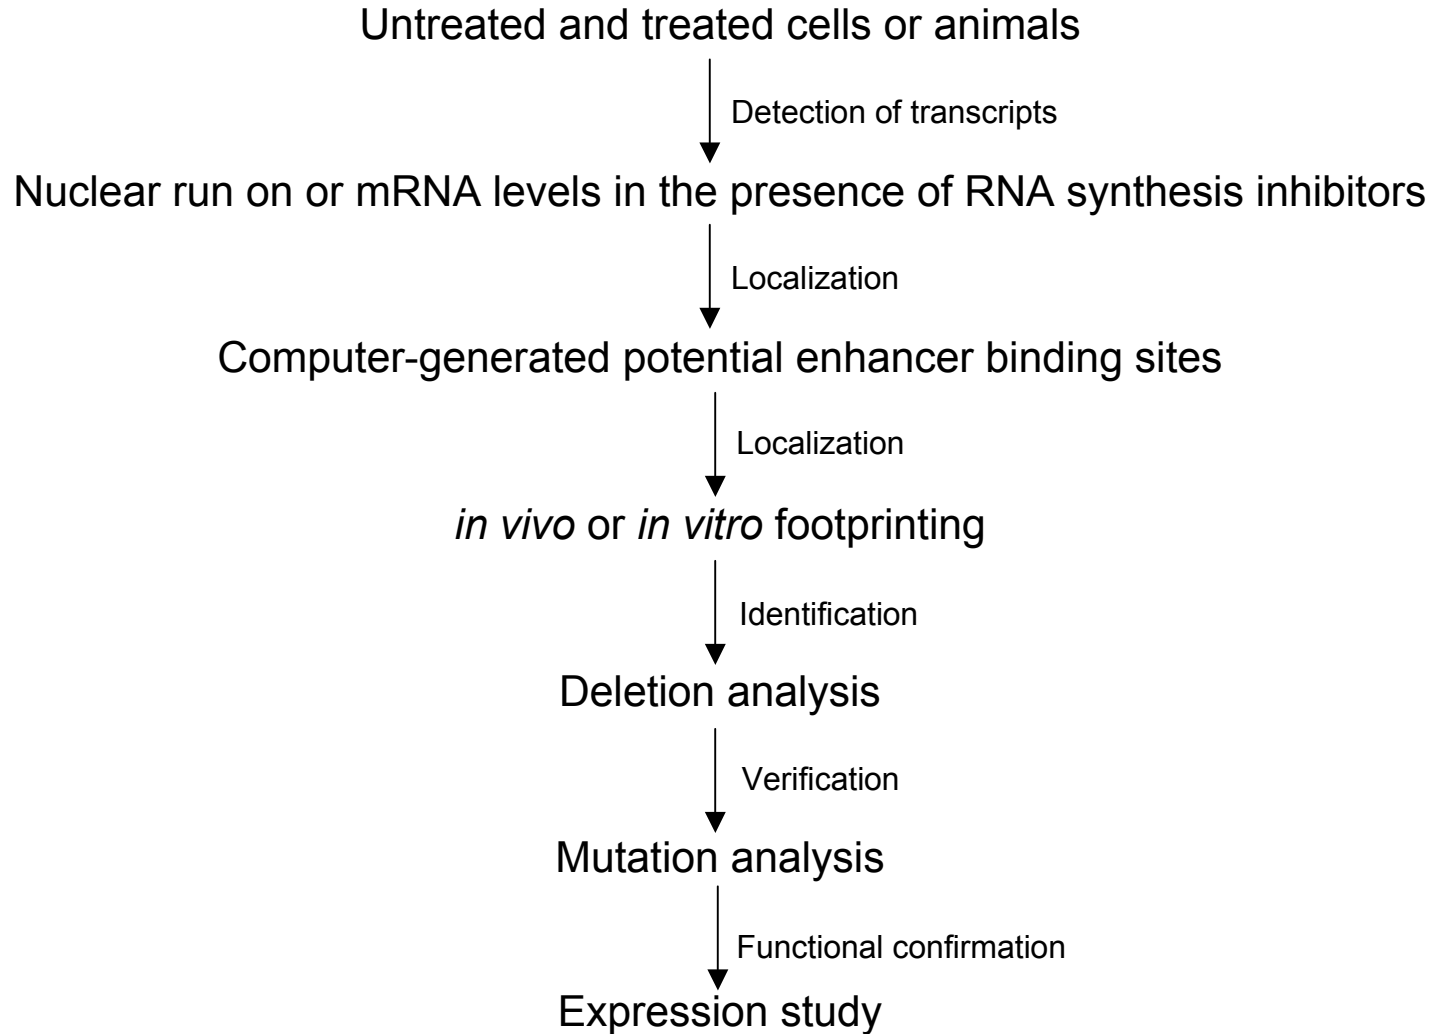 Untreated and treated cells or animals
Detection of transcripts
Nuclear run on or mRNA levels in the presence of RNA synthesis inhibitors
Localization
Computer-generated potential enhancer binding sites
Localization
in vivo or in vitro footprinting
Identification
Deletion analysis
Verification
Mutation analysis
Functional confirmation
Expression study